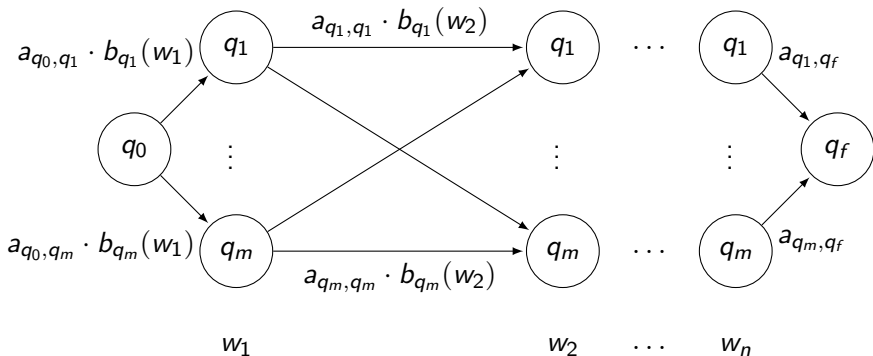 a_{q_0,q_1} · b_{q_1}(w_1)
q_1
a_{q_1,q_1} · b_{q_1}(w_2)
q_1
. . .
q_1
a_{q_1,q_f}
q_0
⋮
⋮
⋮
q_f
a_{q_0,q_m} · b_{q_m}(w_1)
q_m
a_{q_m,q_m} · b_{q_m}(w_2)
q_m
. . .
q_m
a_{q_m,q_f}
w_1 w_2 . . . w_n